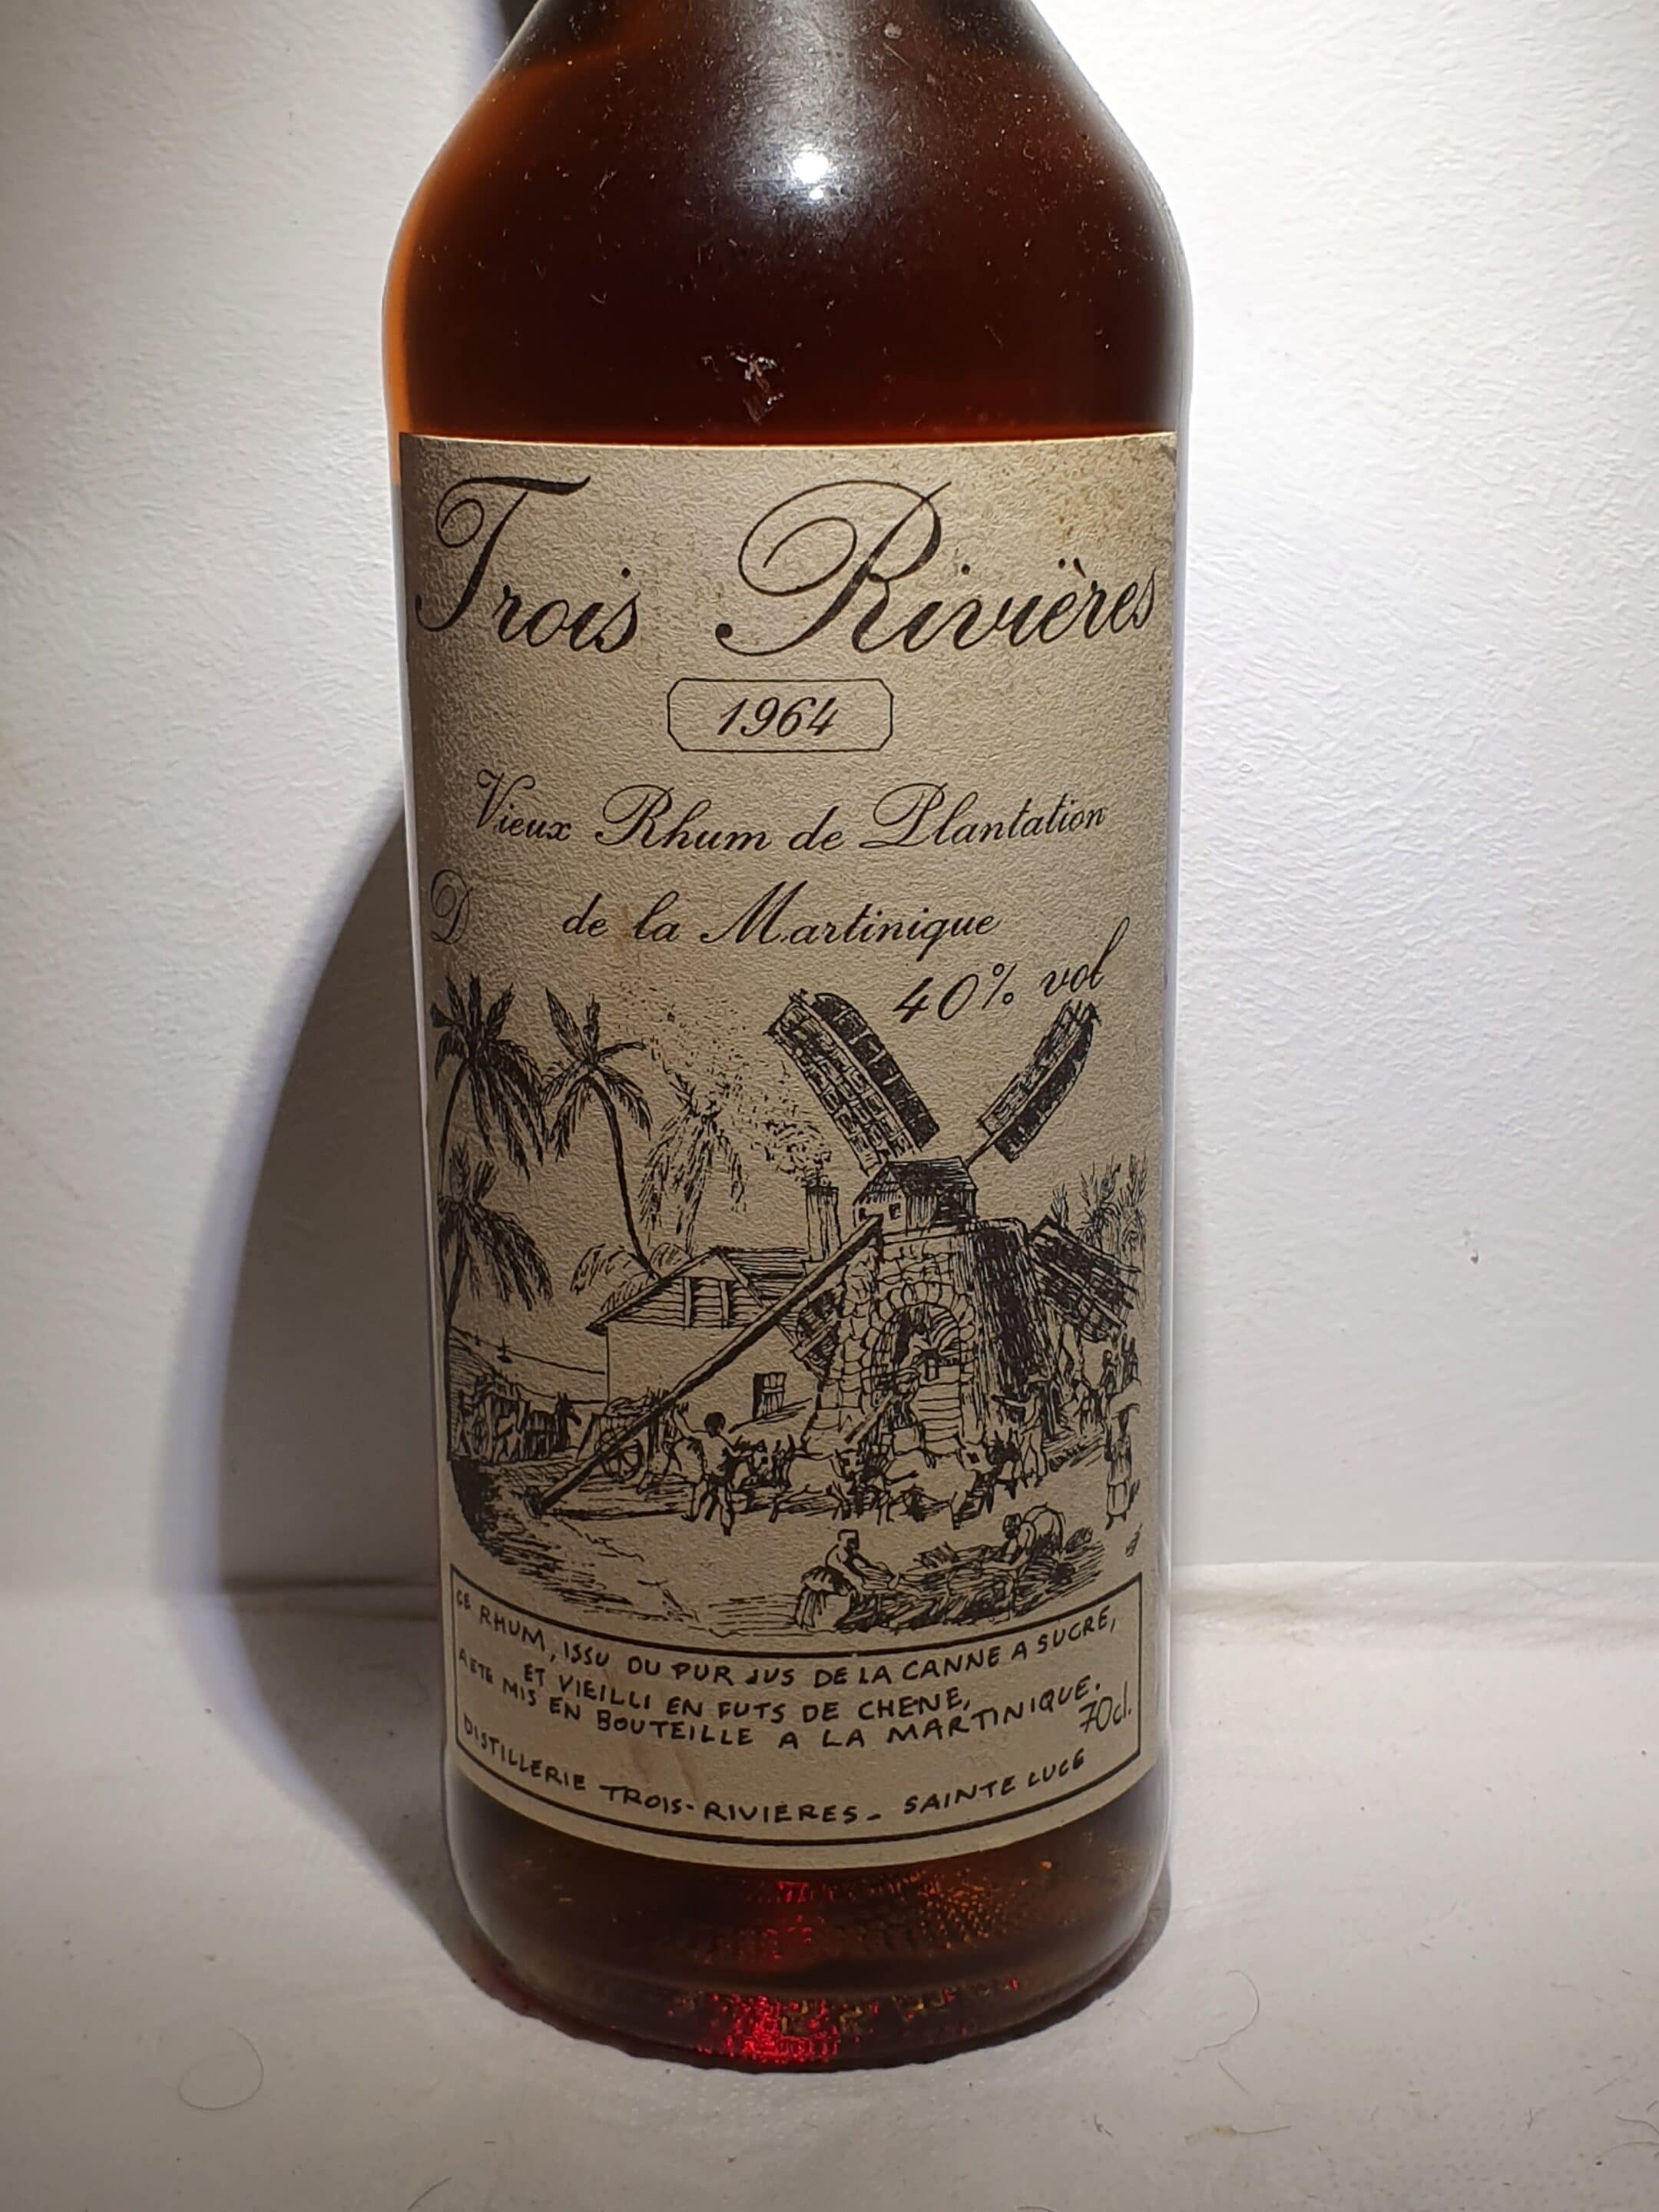 Trois Rivières
1964
Vieux Rhum de Plantation
D de la Martinique
40% vol
CE RHUM, ISSU DU PUR JUS DE LA CANNE A SUCRE,
ET VIEILLI EN FUTS DE CHENE,
A ETE MIS EN BOUTEILLE A LA MARTINIQUE.
70cl.
DISTILLERIE TROIS-RIVIERES - SAINTE LUCE